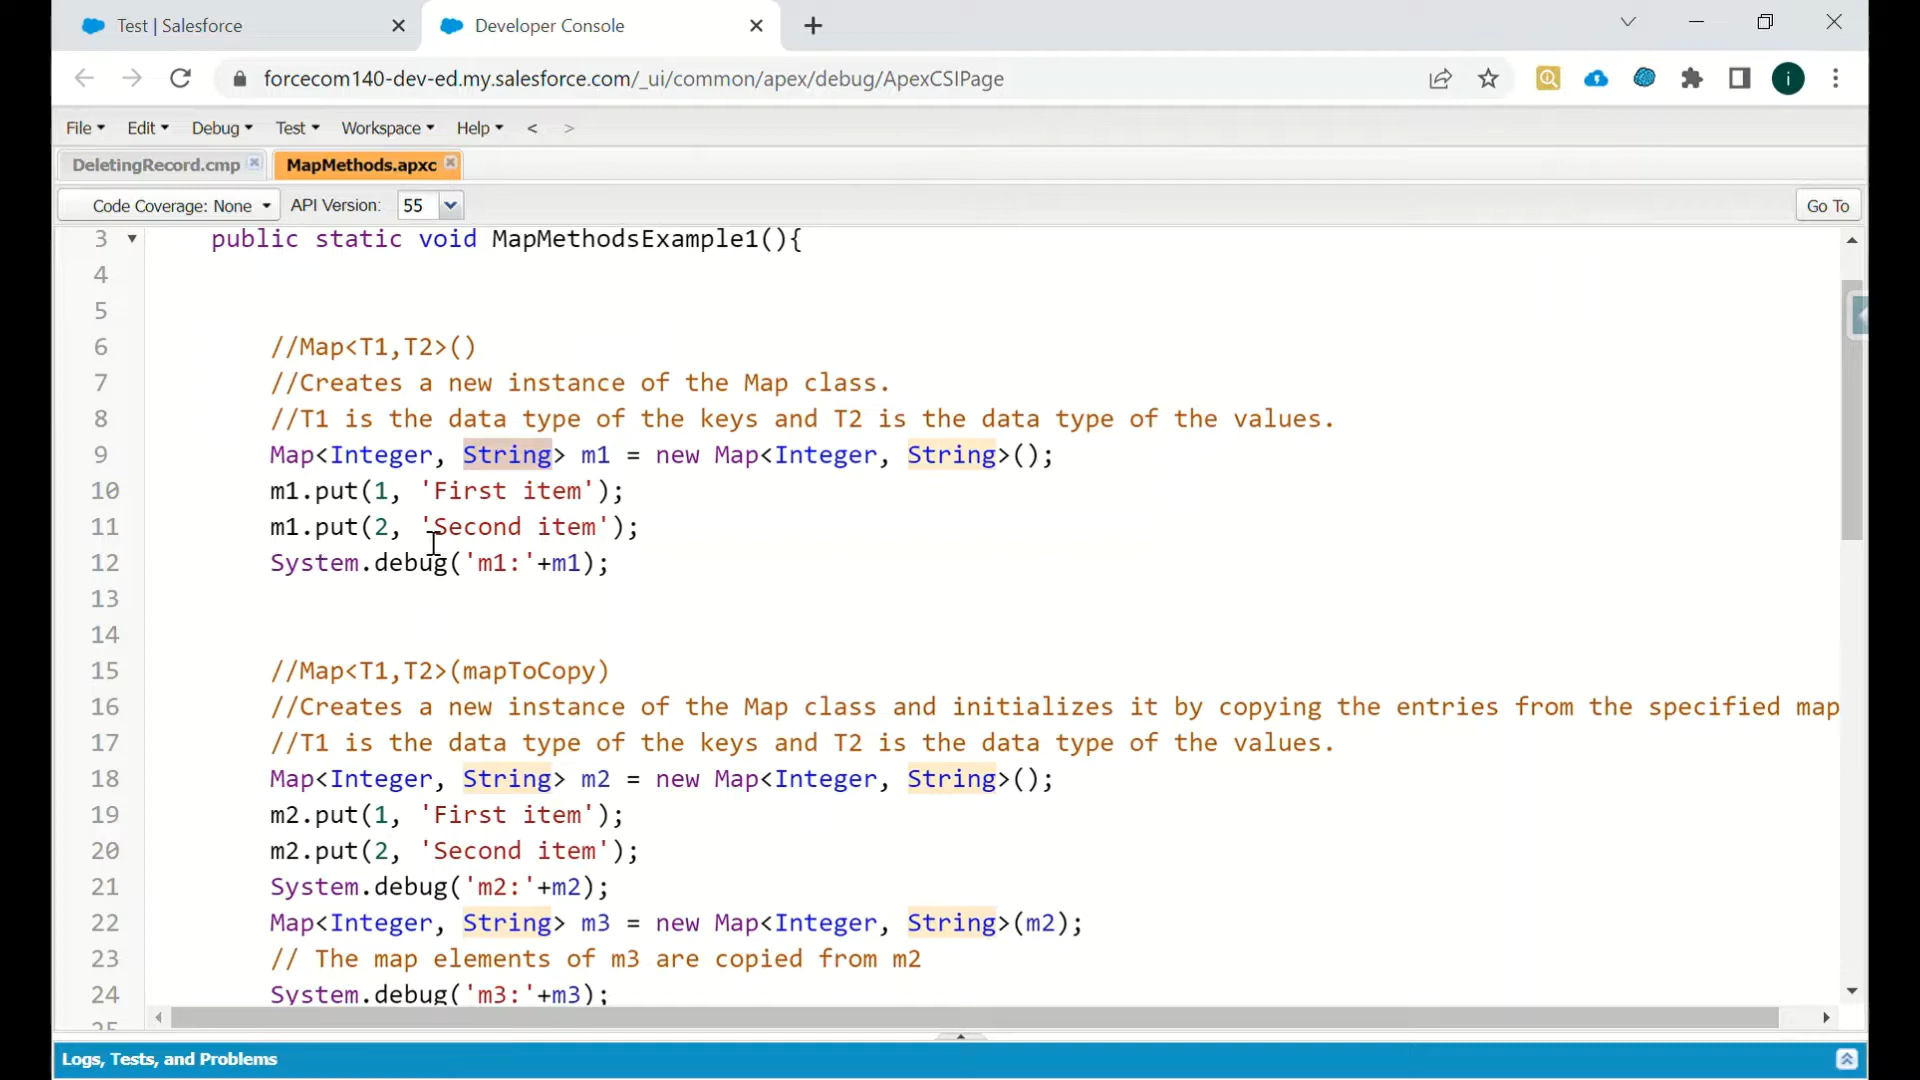 Test | Salesforce
Developer Console
forcecom140-dev-ed.my.salesforce.com/_ui/common/apex/debug/ApexCSIPage
i
File Edit Debug Test Workspace Help < >
DeletingRecord.cmp
MapMethods.apxc
Code Coverage: None API Version: 55 Go To
3 public static void MapMethodsExample1(){
4
5
6 //Map<T1,T2>()
7 //Creates a new instance of the Map class.
8 //T1 is the data type of the keys and T2 is the data type of the values.
9 Map<Integer, String> m1 = new Map<Integer, String>();
10 m1.put(1, 'First item');
11 m1.put(2, 'Second item');
12 System.debug('m1:'+m1);
13
14
15 //Map<T1,T2>(mapToCopy)
16 //Creates a new instance of the Map class and initializes it by copying the entries from the specified map
17 //T1 is the data type of the keys and T2 is the data type of the values.
18 Map<Integer, String> m2 = new Map<Integer, String>();
19 m2.put(1, 'First item');
20 m2.put(2, 'Second item');
21 System.debug('m2:'+m2);
22 Map<Integer, String> m3 = new Map<Integer, String>(m2);
23 // The map elements of m3 are copied from m2
24 System.debug('m3:'+m3);
25
Logs, Tests, and Problems